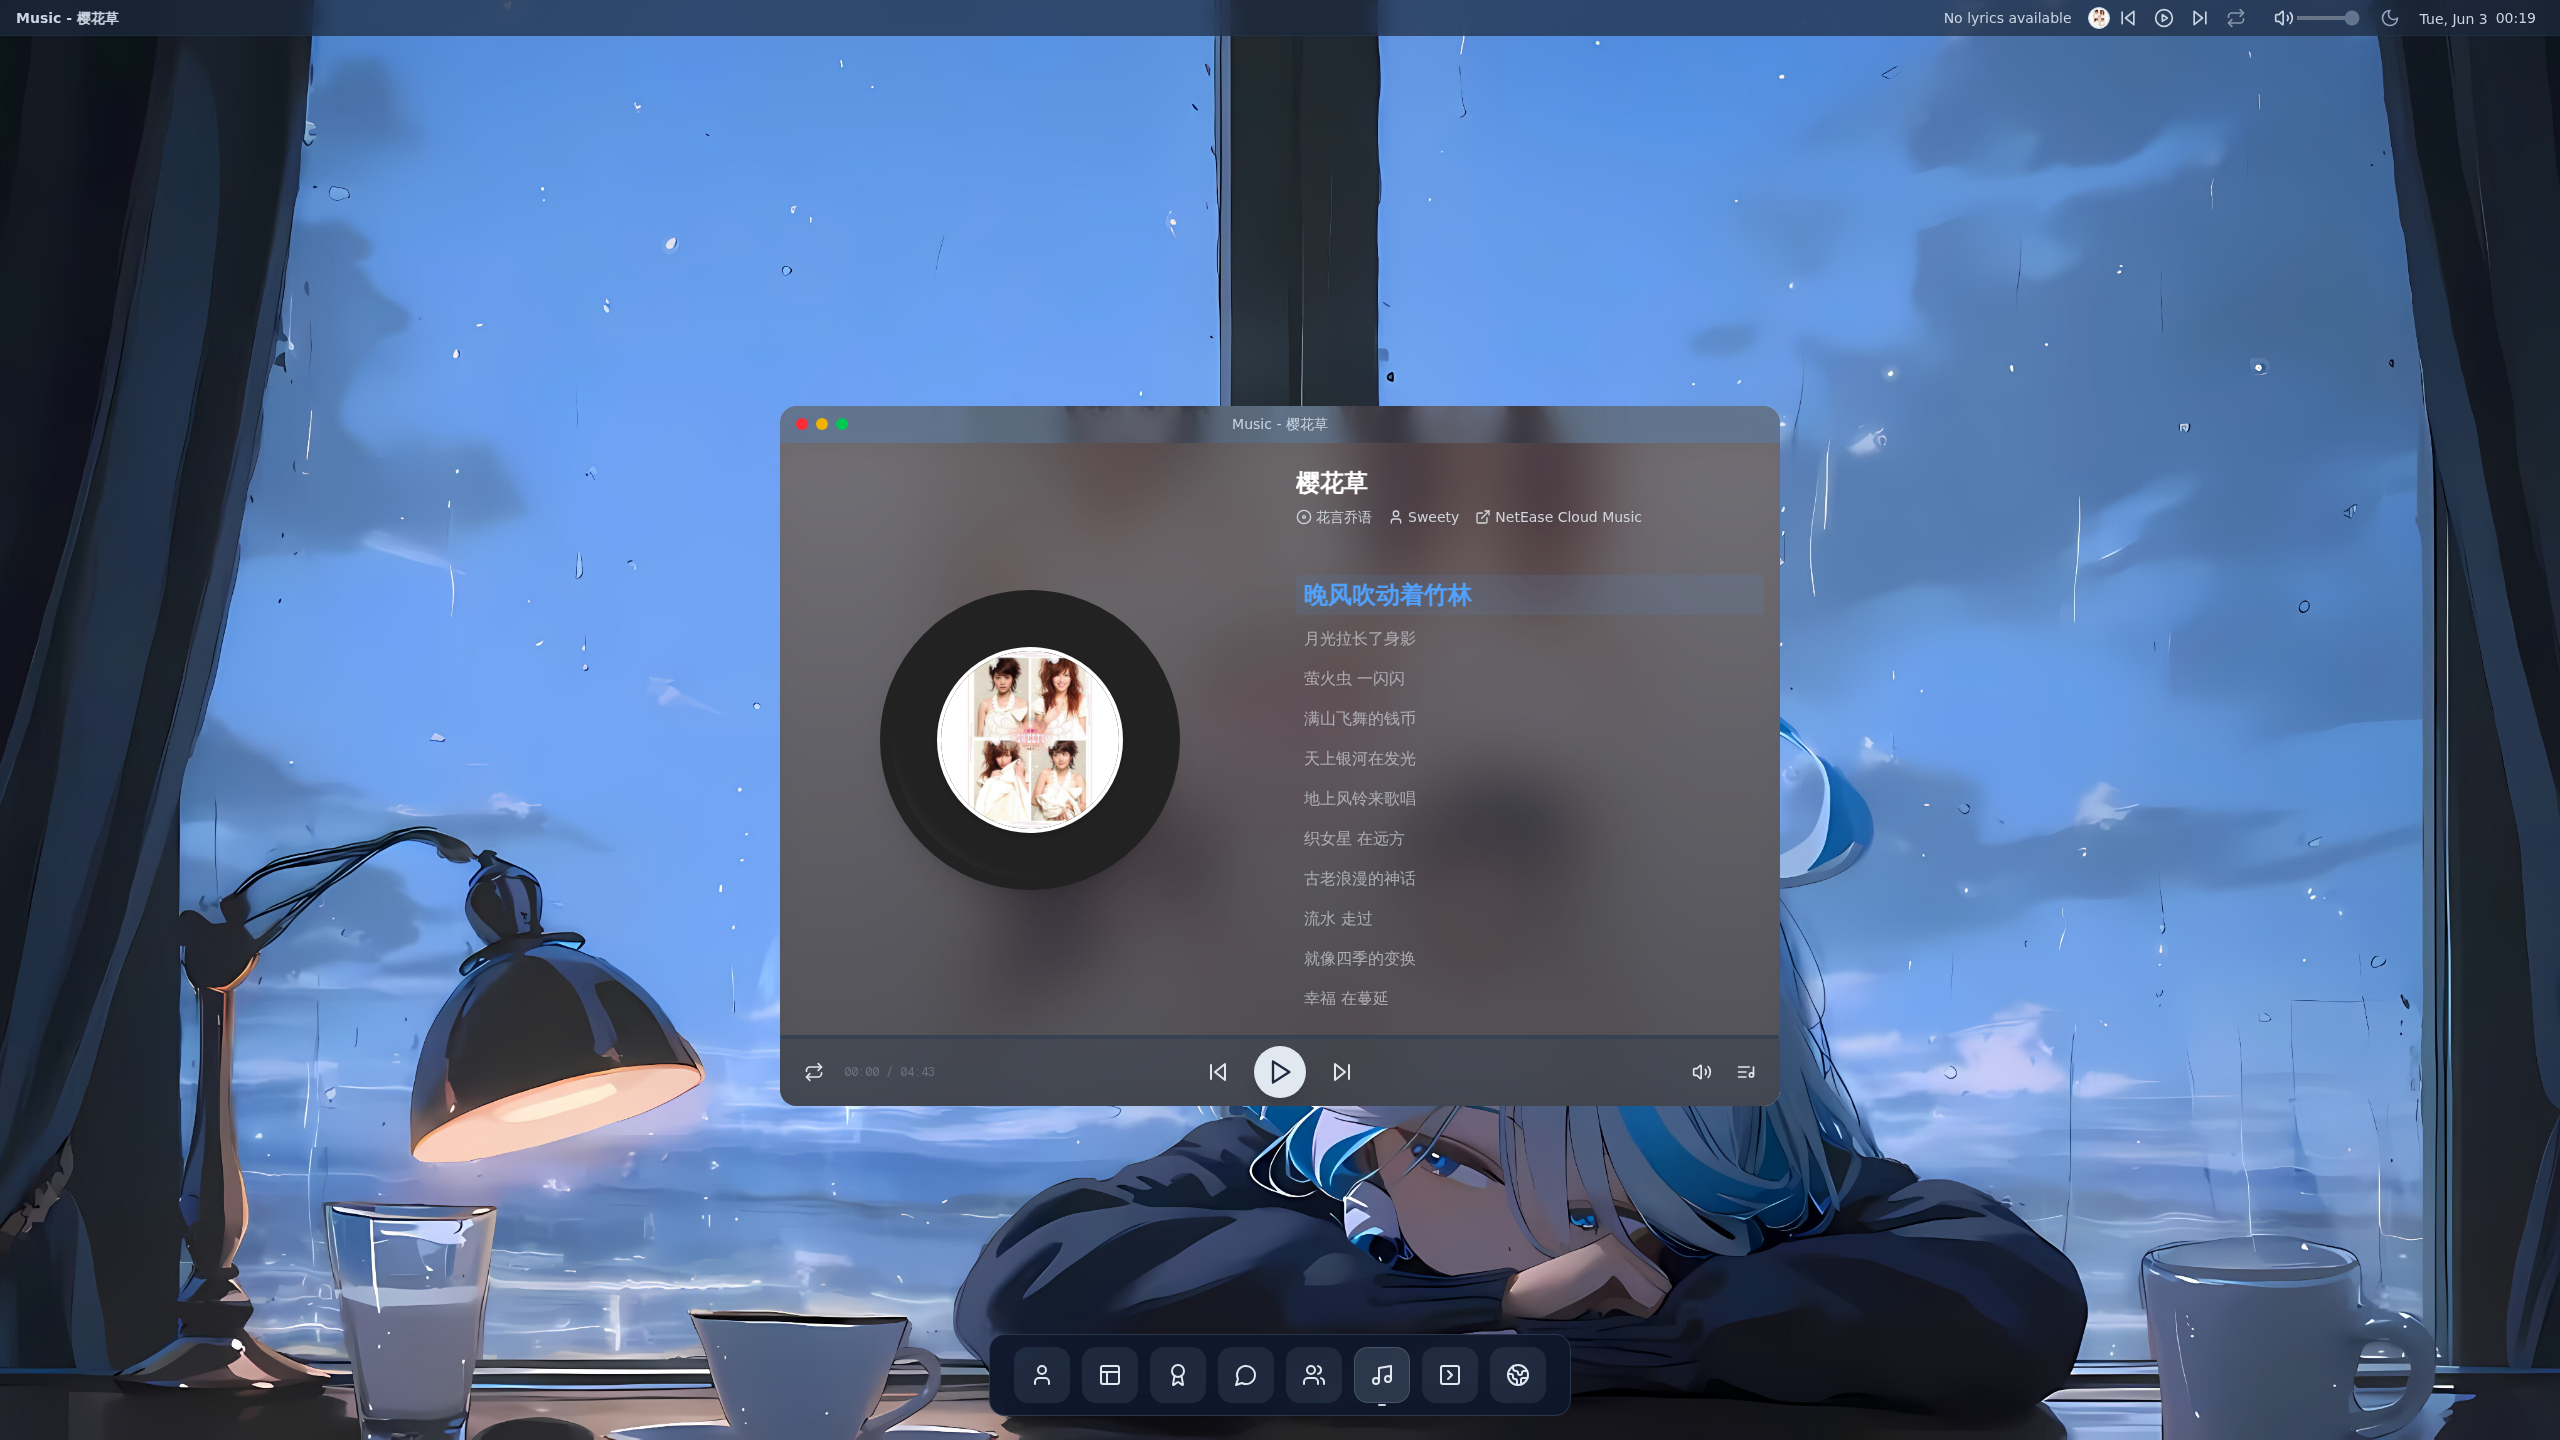 Music - 樱花草
No lyrics available
Tue, Jun 3 00:19
Music - 樱花草
樱花草
花言乔语 Sweety NetEase Cloud Music
晚风吹动着竹林
月光拉长了身影
萤火虫 一闪闪
满山飞舞的钱币
天上银河在发光
地上风铃来歌唱
织女星 在远方
古老浪漫的神话
流水 走过
就像四季的变换
幸福 在蔓延
SWEETY
00:00 / 04:43